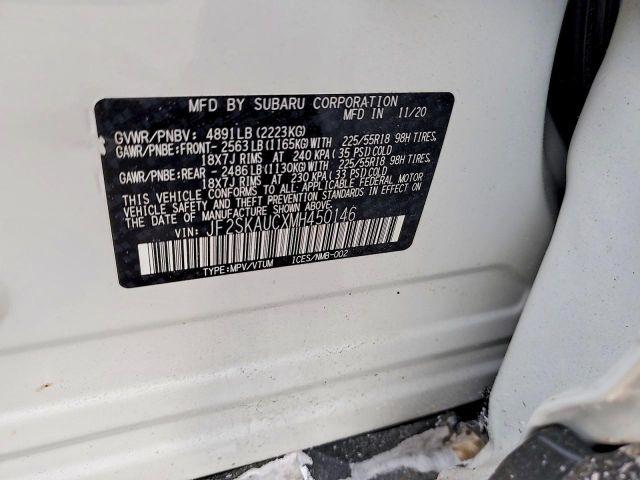 MFD BY SUBARU CORPORATION
MFD IN 11/20
GVWR/PNBV: 4891LB(2223KG)
GAWR/PNBE:FRONT- 2563LB(1165KG)WITH 225/55R18 98H TIRES,
18X7J RIMS AT 240 KPA(35 PSI)COLD
GAWR/PNBE:REAR - 2486LB(1130KG)WITH 225/55R18 98H TIRES,
18X7J RIMS AT 230 KPA(33 PSI)COLD
THIS VEHICLE CONFORMS TO ALL APPLICABLE FEDERAL MOTOR
VEHICLE SAFETY AND THEFT PREVENTION STANDARDS IN EFFECT
ON THE DATE OF MANUFACTURE SHOWN ABOVE.
VIN: JF2SKAUCXMH450146
TYPE:MPV/VTUM ICES/NMB-002